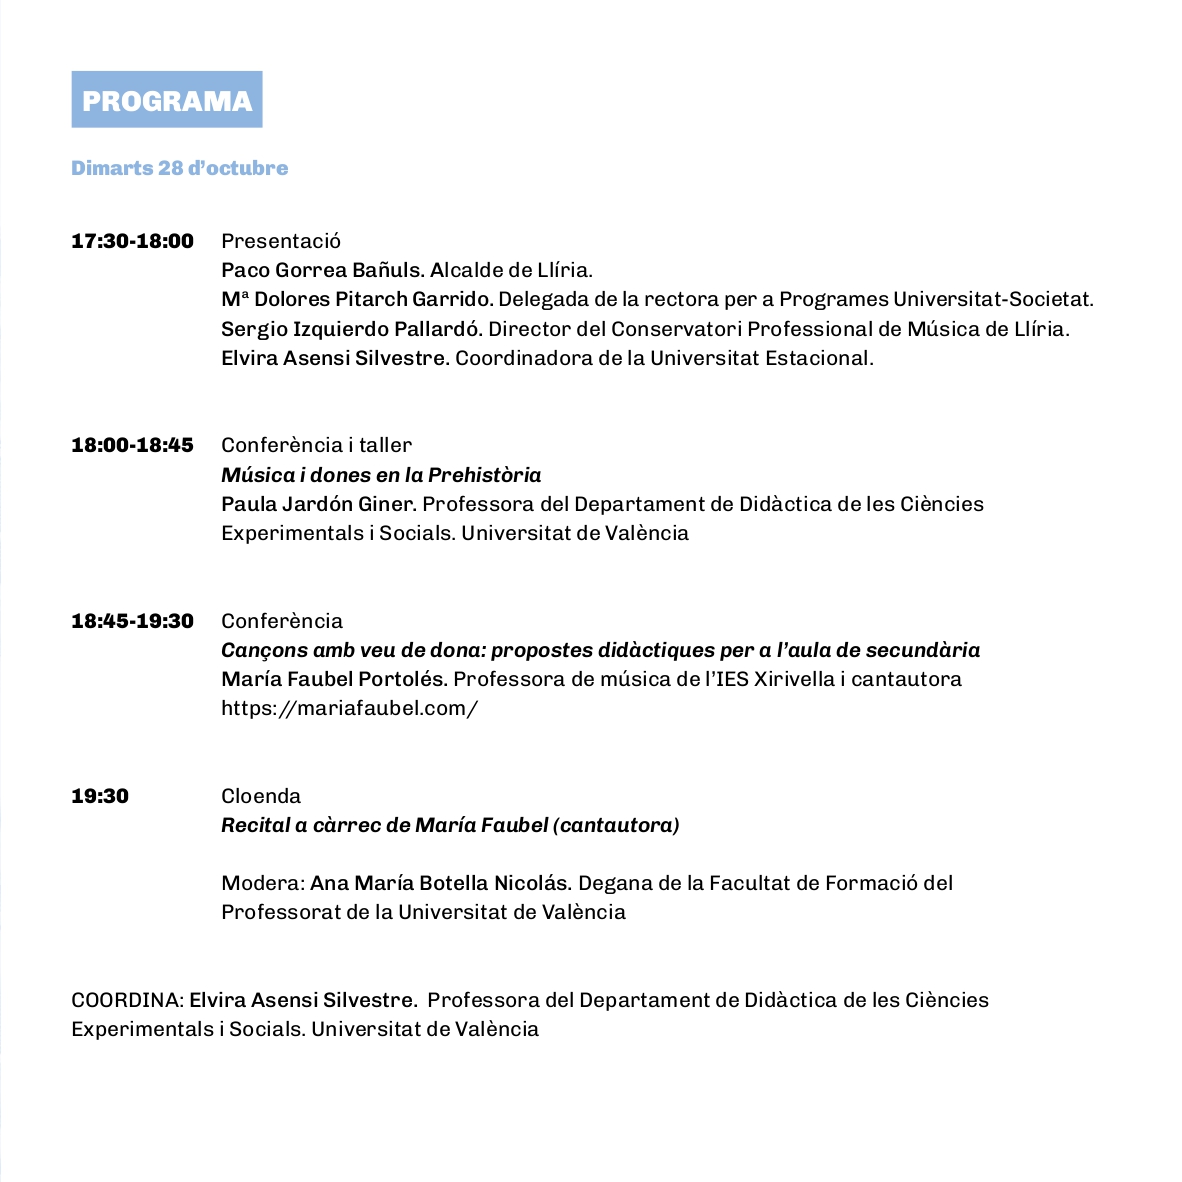 PROGRAMA
Dimarts 28 d’octubre
17:30-18:00 Presentació
Paco Gorrea Bañuls. Alcalde de Llíria.
Mª Dolores Pitarch Garrido. Delegada de la rectora per a Programes Universitat-Societat.
Sergio Izquierdo Pallardó. Director del Conservatori Professional de Música de Llíria.
Elvira Asensi Silvestre. Coordinadora de la Universitat Estacional.
18:00-18:45 Conferència i taller
Música i dones en la Prehistòria
Paula Jardón Giner. Professora del Departament de Didàctica de les Ciències
Experimentals i Socials. Universitat de València
18:45-19:30 Conferència
Cançons amb veu de dona: propostes didàctiques per a l’aula de secundària
María Faubel Portolés. Professora de música de l’IES Xirivella i cantautora
https://mariafaubel.com/
19:30 Cloenda
Recital a càrrec de María Faubel (cantautora)
Modera: Ana María Botella Nicolás. Degana de la Facultat de Formació del
Professorat de la Universitat de València
COORDINA: Elvira Asensi Silvestre. Professora del Departament de Didàctica de les Ciències
Experimentals i Socials. Universitat de València